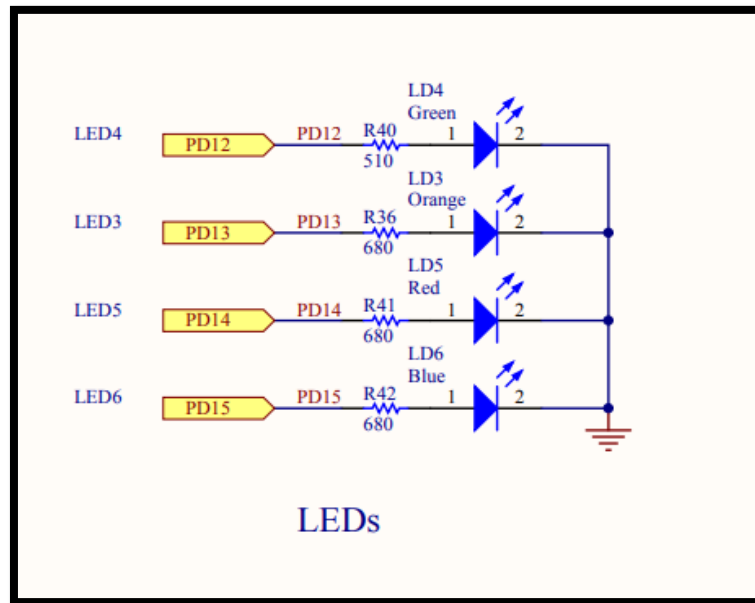 LD4
Green
LED4 PD12 PD12 R40 1 2
510
LD3
Orange
LED3 PD13 PD13 R36 1 2
680
LD5
Red
LED5 PD14 PD14 R41 1 2
680
LD6
Blue
LED6 PD15 PD15 R42 1 2
680
LEDs